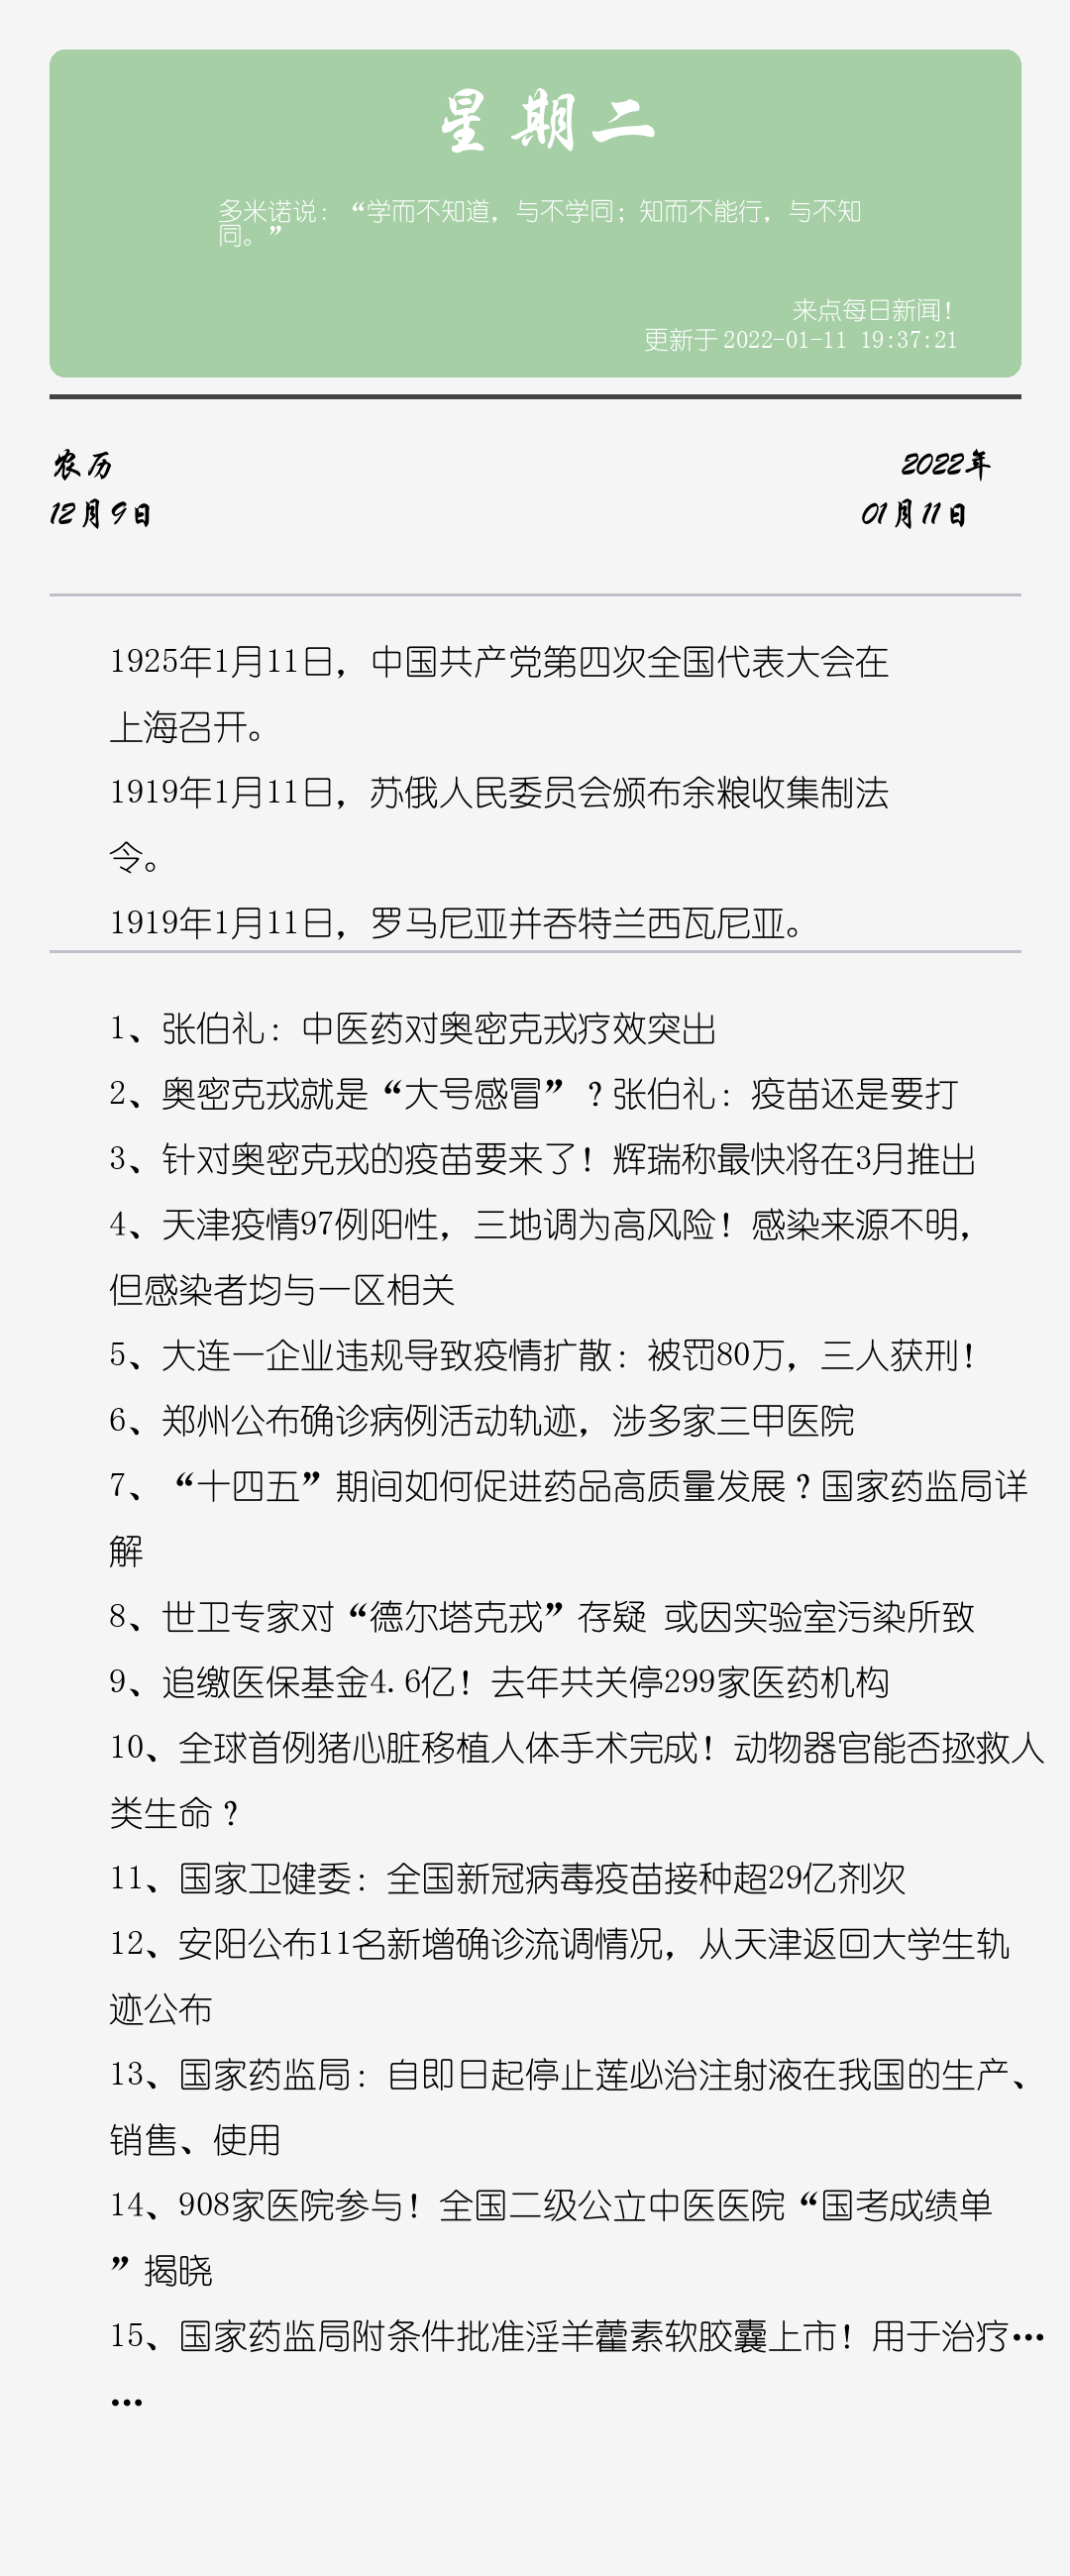 星期二
多米诺说：“学而不知道，与不学同；知而不能行，与不知
同。”
来点每日新闻！
更新于 2022-01-11 19:37:21
农历
2022年
12月9日
01月11日
1925年1月11日，中国共产党第四次全国代表大会在
上海召开。
1919年1月11日，苏俄人民委员会颁布余粮收集制法
令。
1919年1月11日，罗马尼亚并吞特兰西瓦尼亚。
1、张伯礼：中医药对奥密克戎疗效突出
2、奥密克戎就是“大号感冒”？张伯礼：疫苗还是要打
3、针对奥密克戎的疫苗要来了！辉瑞称最快将在3月推出
4、天津疫情97例阳性，三地调为高风险！感染来源不明，
但感染者均与一区相关
5、大连一企业违规导致疫情扩散：被罚80万，三人获刑！
6、郑州公布确诊病例活动轨迹，涉多家三甲医院
7、“十四五”期间如何促进药品高质量发展？国家药监局详
解
8、世卫专家对“德尔塔克戎”存疑 或因实验室污染所致
9、追缴医保基金4.6亿！去年共关停299家医药机构
10、全球首例猪心脏移植人体手术完成！动物器官能否拯救人
类生命？
11、国家卫健委：全国新冠病毒疫苗接种超29亿剂次
12、安阳公布11名新增确诊流调情况，从天津返回大学生轨
迹公布
13、国家药监局：自即日起停止莲必治注射液在我国的生产、
销售、使用
14、908家医院参与！全国二级公立中医医院“国考成绩单
”揭晓
15、国家药监局附条件批准淫羊藿素软胶囊上市！用于治疗…
…